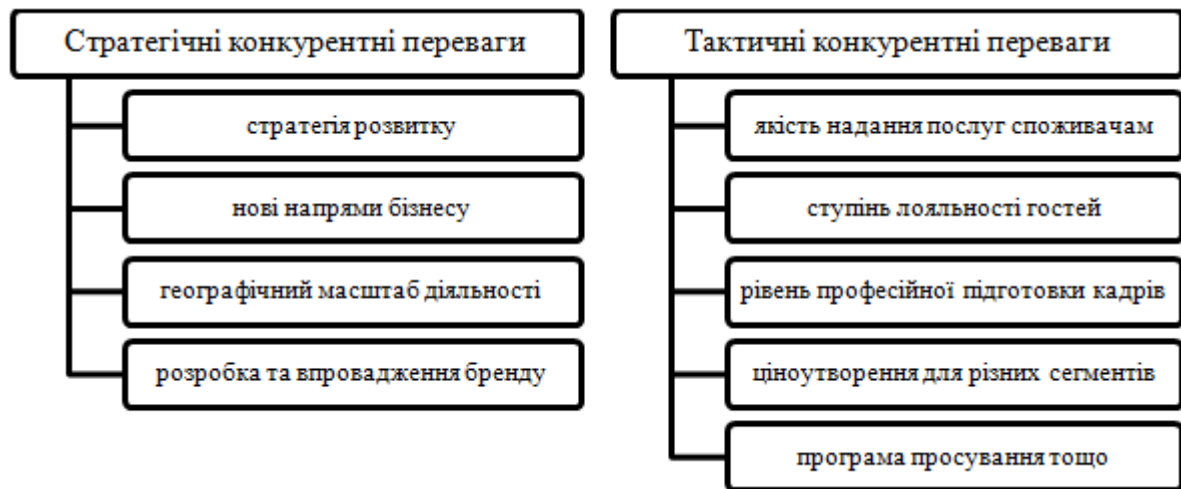 Стратегічні конкурентні переваги
стратегія розвитку
нові напрями бізнесу
географічний масштаб діяльності
розробка та впровадження бренду
Тактичні конкурентні переваги
якість надання послуг споживачам
ступінь лояльності гостей
рівень професійної підготовки кадрів
ціноутворення для різних сегментів
програма просування тощо